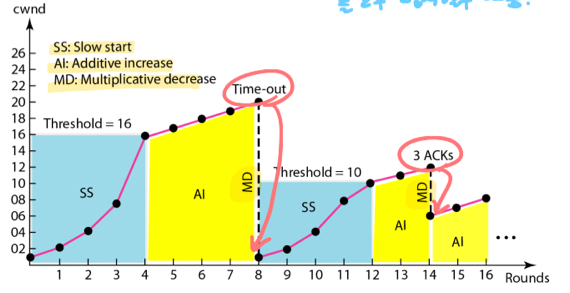 cwnd
SS: Slow start
AI: Additive increase
MD: Multiplicative decrease
26
24
22
20
18
16
14
12
10
08
06
04
02
Time-out
Threshold = 16
Threshold = 10
3 ACKs
SS
AI
MD
SS
AI
MD
AI
...
1 2 3 4 5 6 7 8 9 10 11 12 13 14 15 16
Rounds